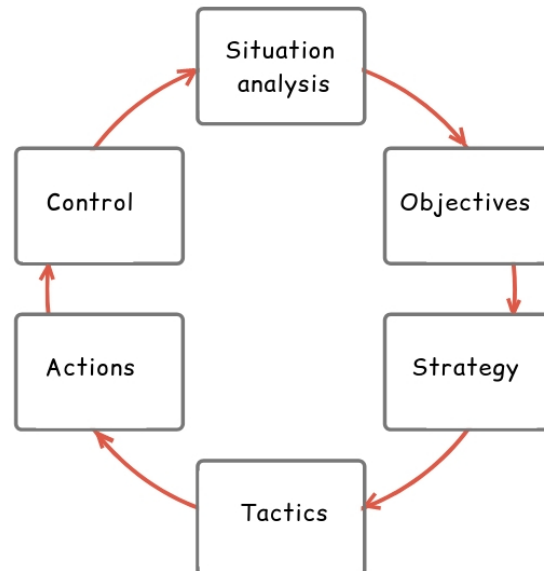 Situation
analysis
Objectives
Strategy
Tactics
Actions
Control